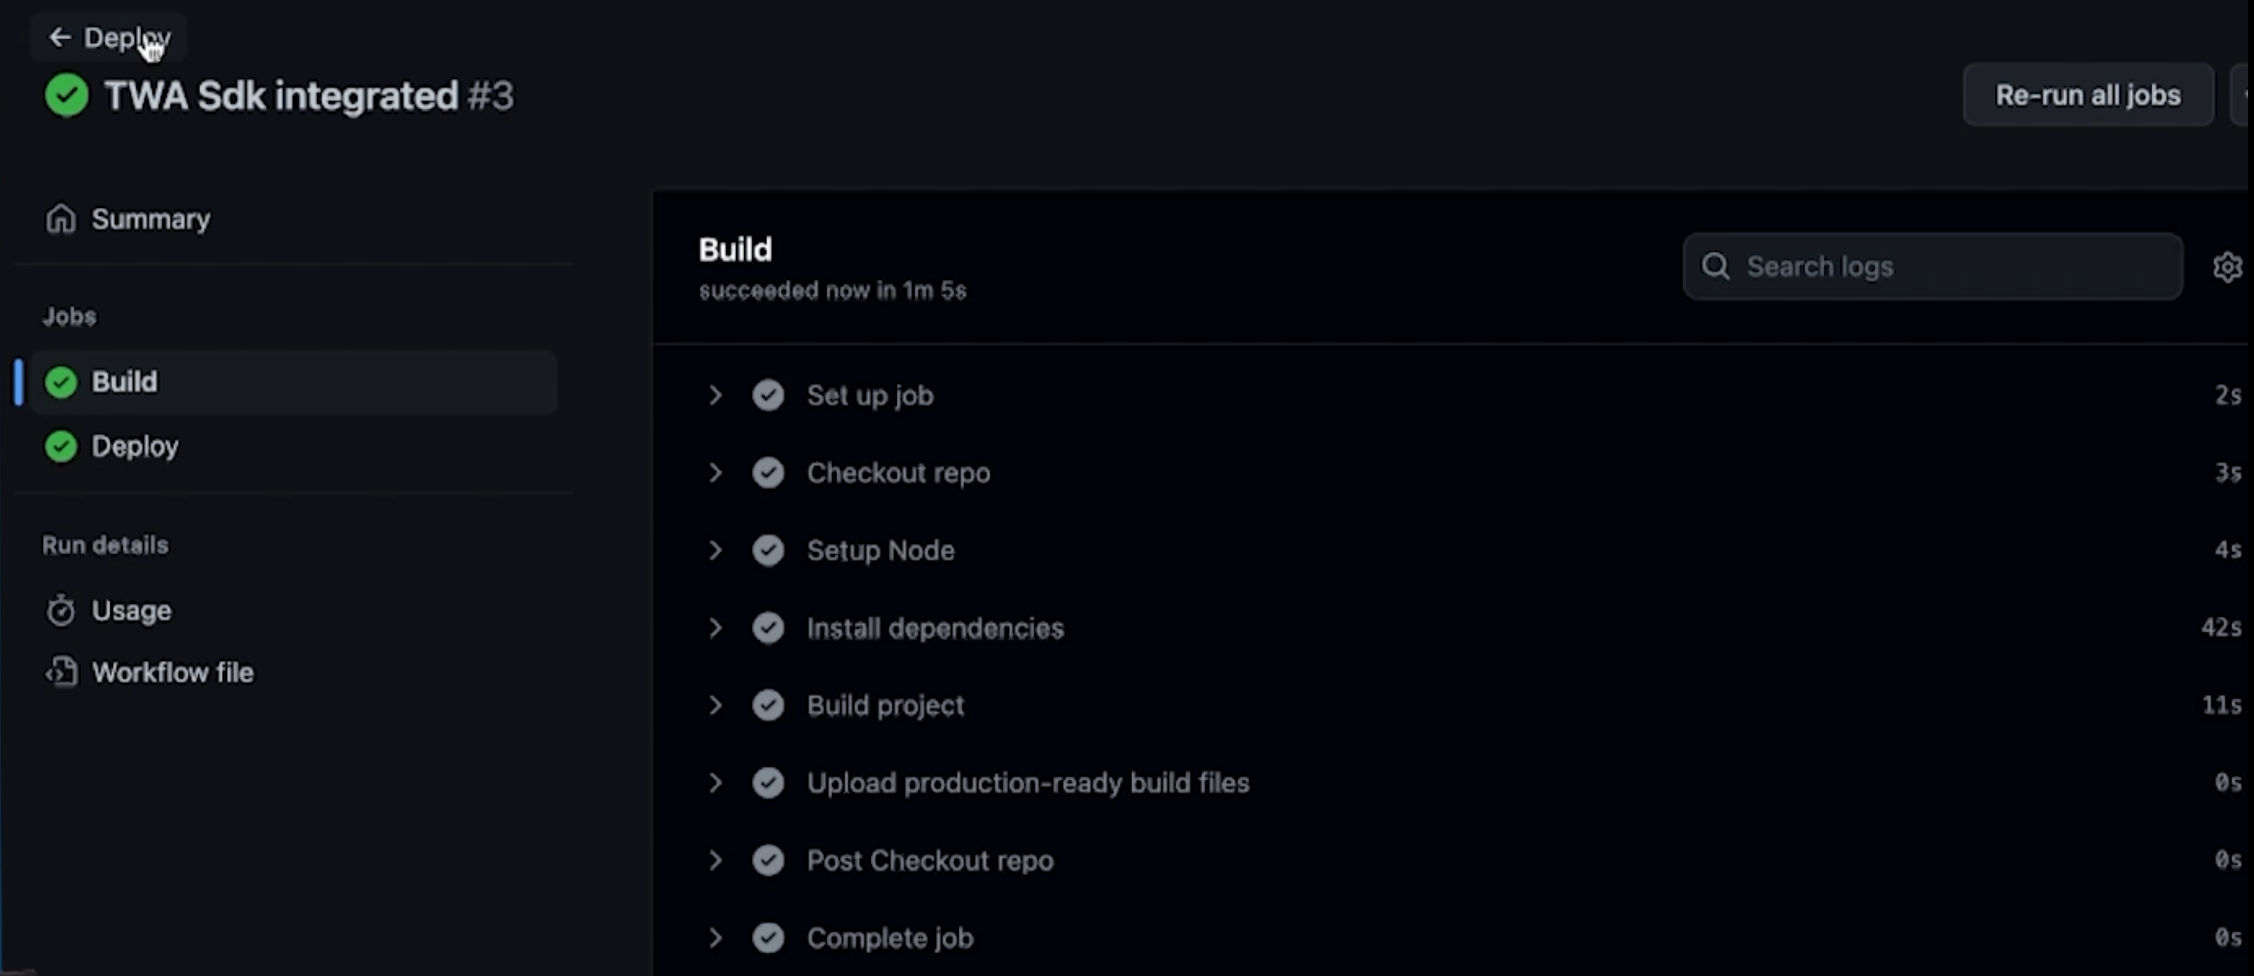 Deploy
TWA Sdk integrated #3
Re-run all jobs
Summary
Jobs
Build
Deploy
Run details
Usage
Workflow file
Build
succeeded now in 1m 5s
Search logs
Set up job 2s
Checkout repo 3s
Setup Node 4s
Install dependencies 42s
Build project 11s
Upload production-ready build files 0s
Post Checkout repo 0s
Complete job 0s